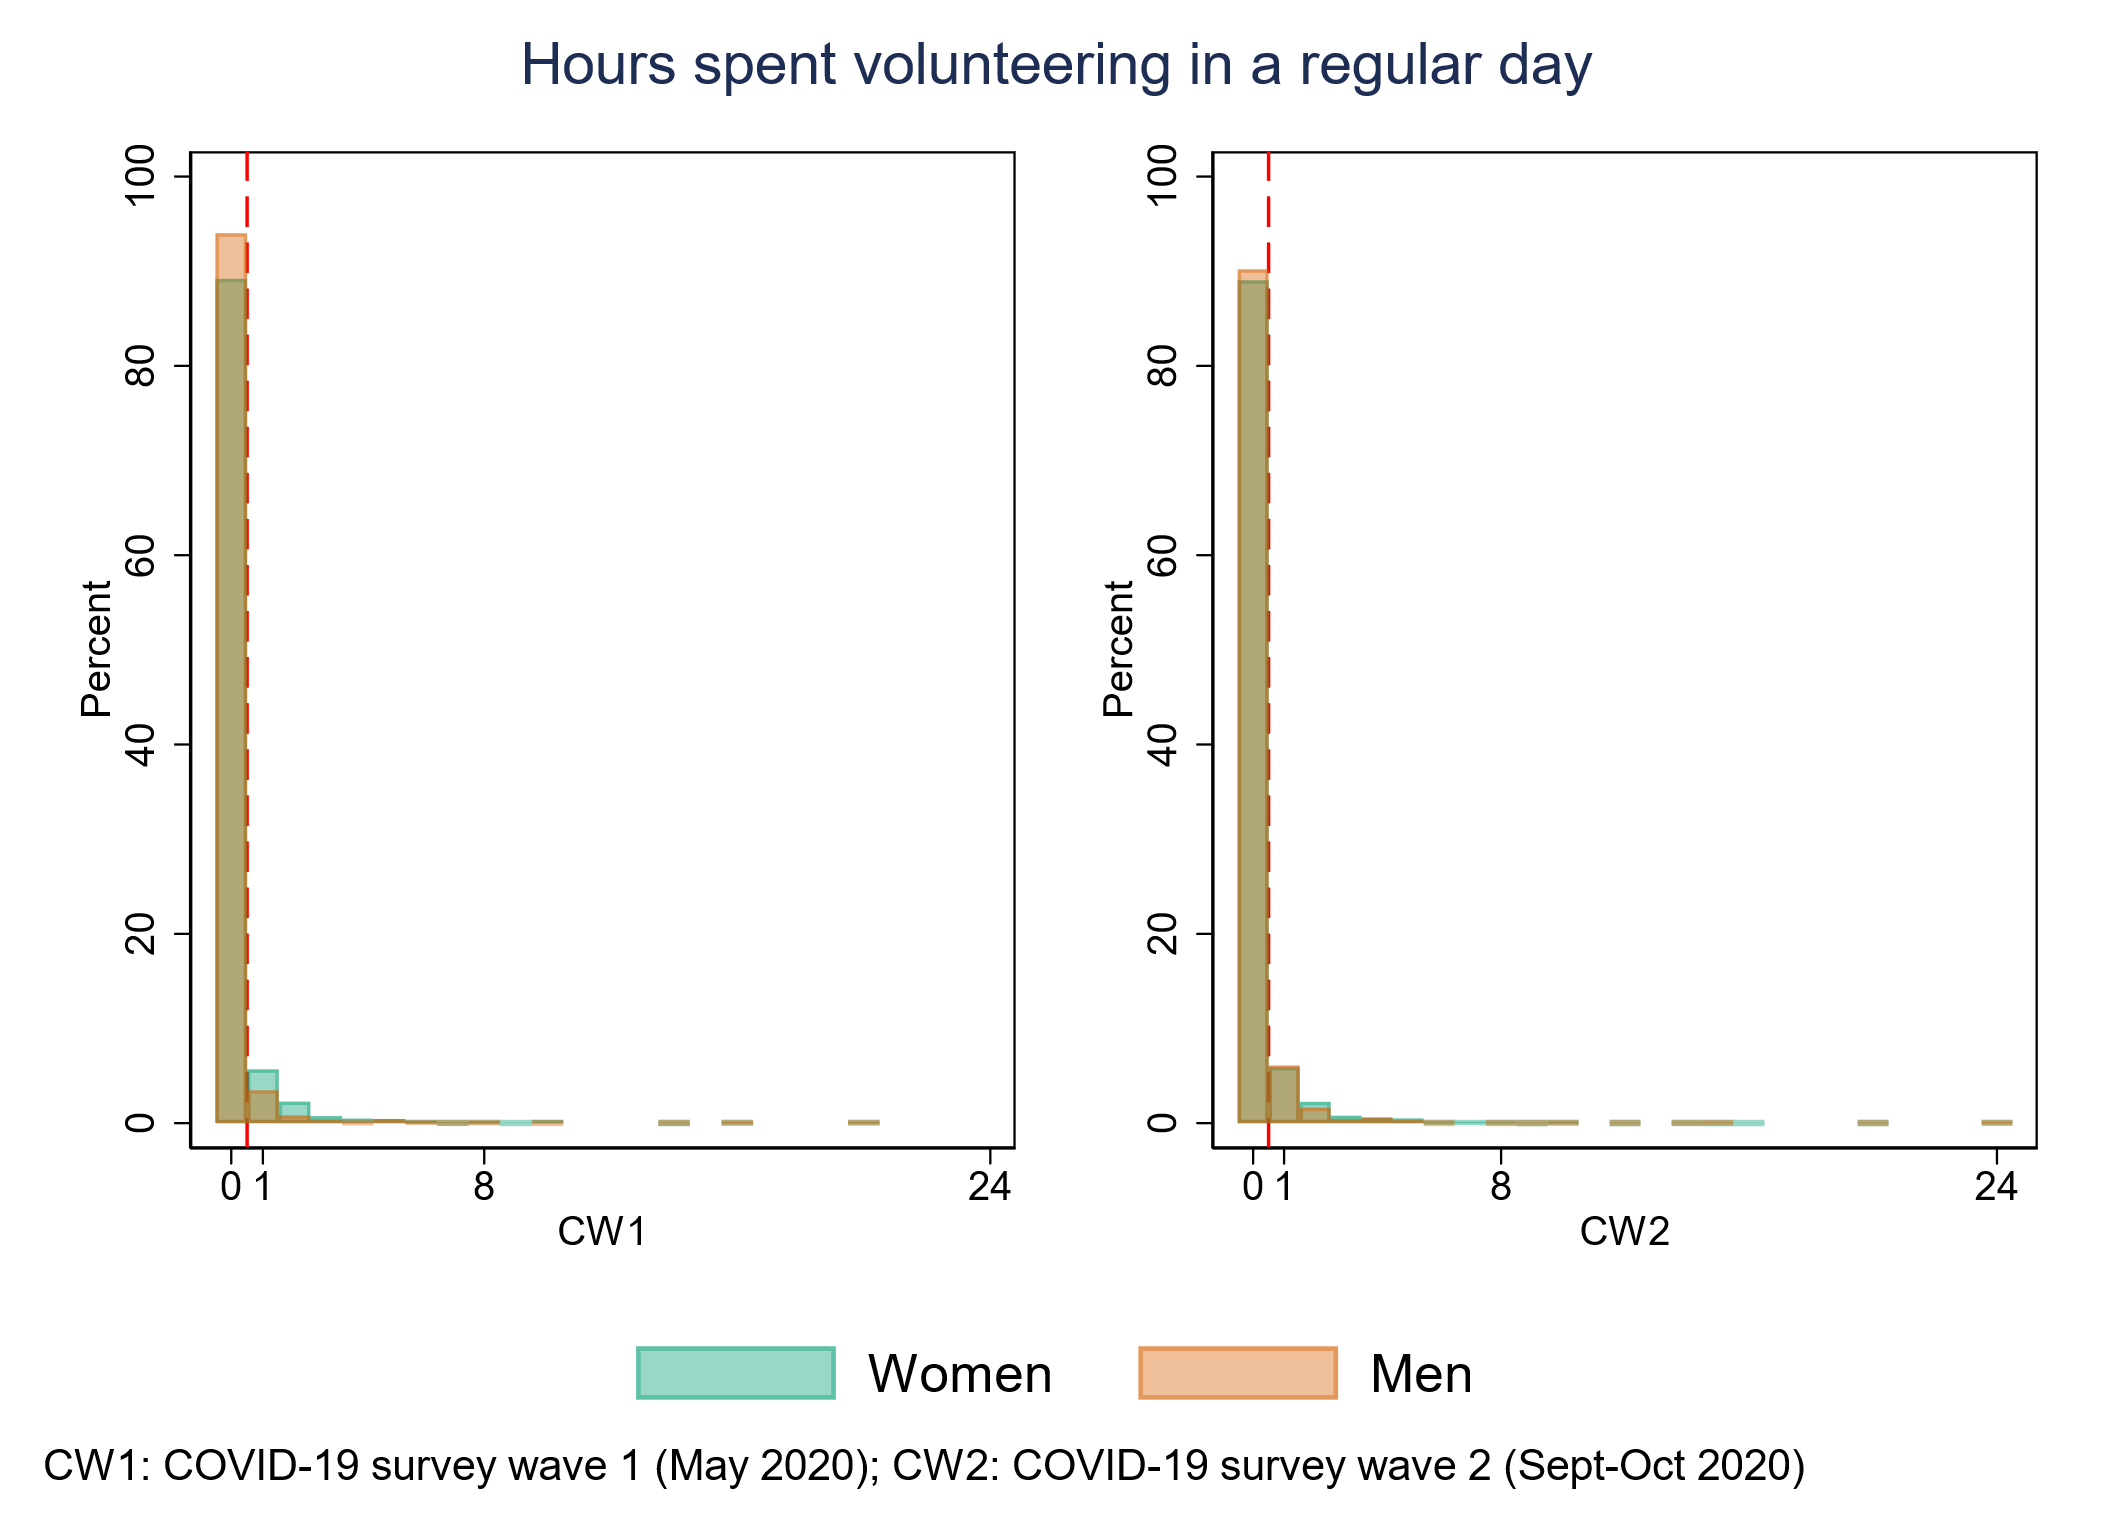 Hours spent volunteering in a regular day
100
80
60
40
20
0
Percent
0 1 8 24
CW1
100
80
60
40
20
0
Percent
0 1 8 24
CW2
Women Men
CW1: COVID-19 survey wave 1 (May 2020); CW2: COVID-19 survey wave 2 (Sept-Oct 2020)